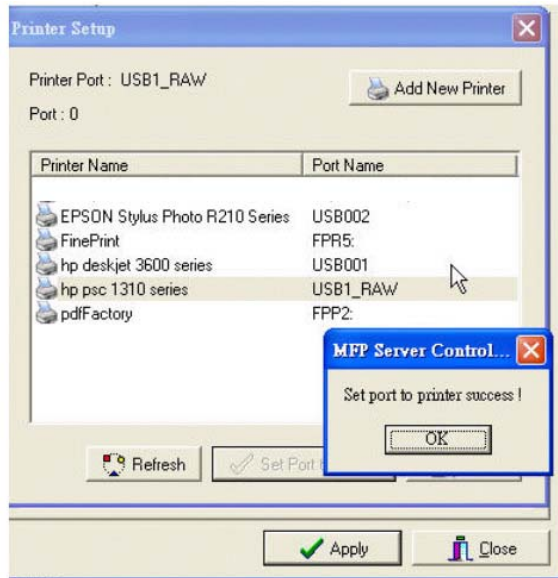 Printer Setup
Printer Port : USB1_RAW
Add New Printer
Port : 0
Printer Name Port Name
EPSON Stylus Photo R210 Series USB002
FinePrint FPR5:
hp deskjet 3600 series USB001
hp psc 1310 series USB1_RAW
pdfFactory FPP2:
MFP Server Control...
Set port to printer success !
OK
Refresh Set Port
Apply Close